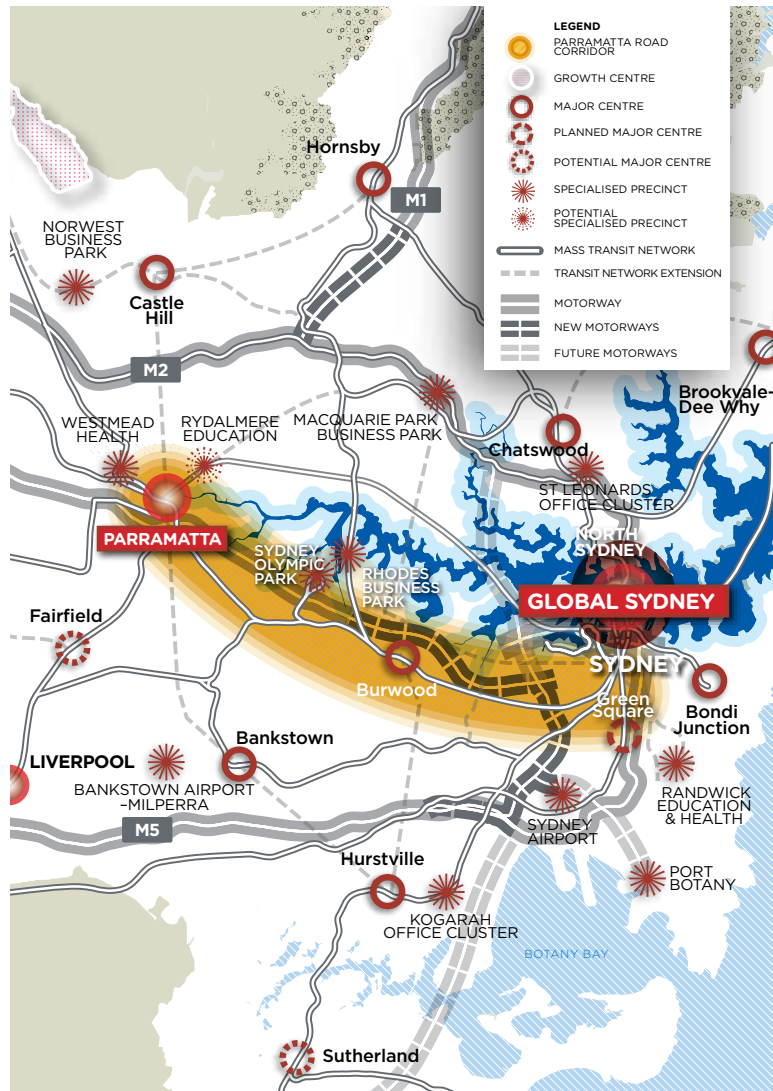 LEGEND
PARRAMATTA ROAD
CORRIDOR
GROWTH CENTRE
MAJOR CENTRE
PLANNED MAJOR CENTRE
POTENTIAL MAJOR CENTRE
SPECIALISED PRECINCT
POTENTIAL
SPECIALISED PRECINCT
MASS TRANSIT NETWORK
TRANSIT NETWORK EXTENSION
MOTORWAY
NEW MOTORWAYS
FUTURE MOTORWAYS
Hornsby
M1
NORWEST
BUSINESS
PARK
Castle
Hill
M2
Brookvale-
Dee Why
WESTMEAD
HEALTH
RYDALMERE
EDUCATION
MACQUARIE PARK
BUSINESS PARK
Chatswood
ST LEONARDS
OFFICE CLUSTER
PARRAMATTA
SYDNEY
OLYMPIC
PARK
RHODES
BUSINESS
PARK
NORTH
SYDNEY
GLOBAL SYDNEY
Fairfield
SYDNEY
Burwood
Green
Square
Bondi
Junction
Bankstown
LIVERPOOL
BANKSTOWN AIRPORT
–MILPERRA
RANDWICK
EDUCATION
& HEALTH
M5
SYDNEY
AIRPORT
Hurstville
PORT
BOTANY
KOGARAH
OFFICE CLUSTER
BOTANY BAY
Sutherland